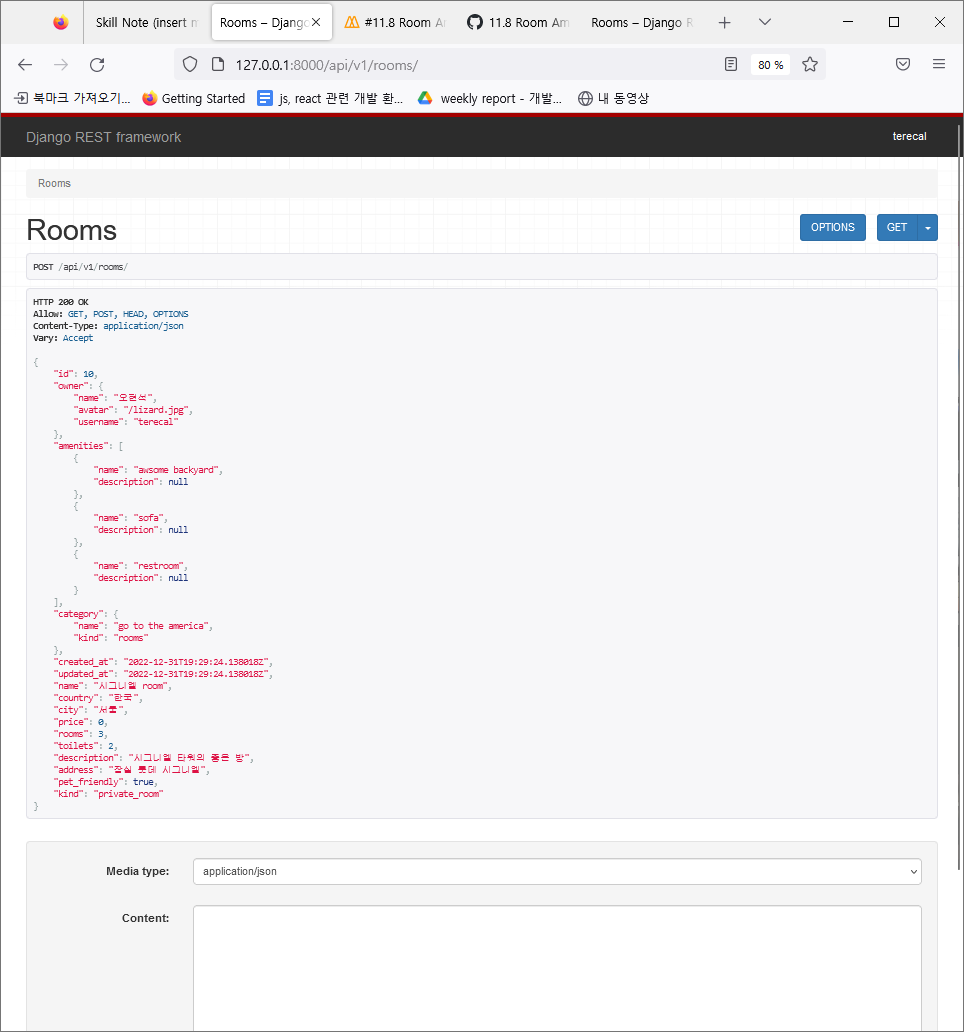 Skill Note (insert m
Rooms – Django
#11.8 Room A
11.8 Room Am
Rooms – Django R
127.0.0.1:8000/api/v1/rooms/
80 %
북마크 가져오기...
Getting Started
js, react 관련 개발 환...
weekly report - 개발...
내 동영상
Django REST framework
terecal
Rooms
Rooms
OPTIONS
GET
POST /api/v1/rooms/
HTTP 200 OK
Allow: GET, POST, HEAD, OPTIONS
Content-Type: application/json
Vary: Accept
{
"id": 10,
"owner": {
"name": "오현석",
"avatar": "/lizard.jpg",
"username": "terecal"
},
"amenities": [
{
"name": "awsome backyard",
"description": null
},
{
"name": "sofa",
"description": null
},
{
"name": "restroom",
"description": null
}
],
"category": {
"name": "go to the america",
"kind": "rooms"
},
"created_at": "2022-12-31T19:29:24.138018Z",
"updated_at": "2022-12-31T19:29:24.138018Z",
"name": "시그니엘 room",
"country": "한국",
"city": "서울",
"price": 0,
"rooms": 3,
"toilets": 2,
"description": "시그니엘 타워의 좋은 방",
"address": "잠실 롯데 시그니엘",
"pet_friendly": true,
"kind": "private_room"
}
Media type:
application/json
Content: